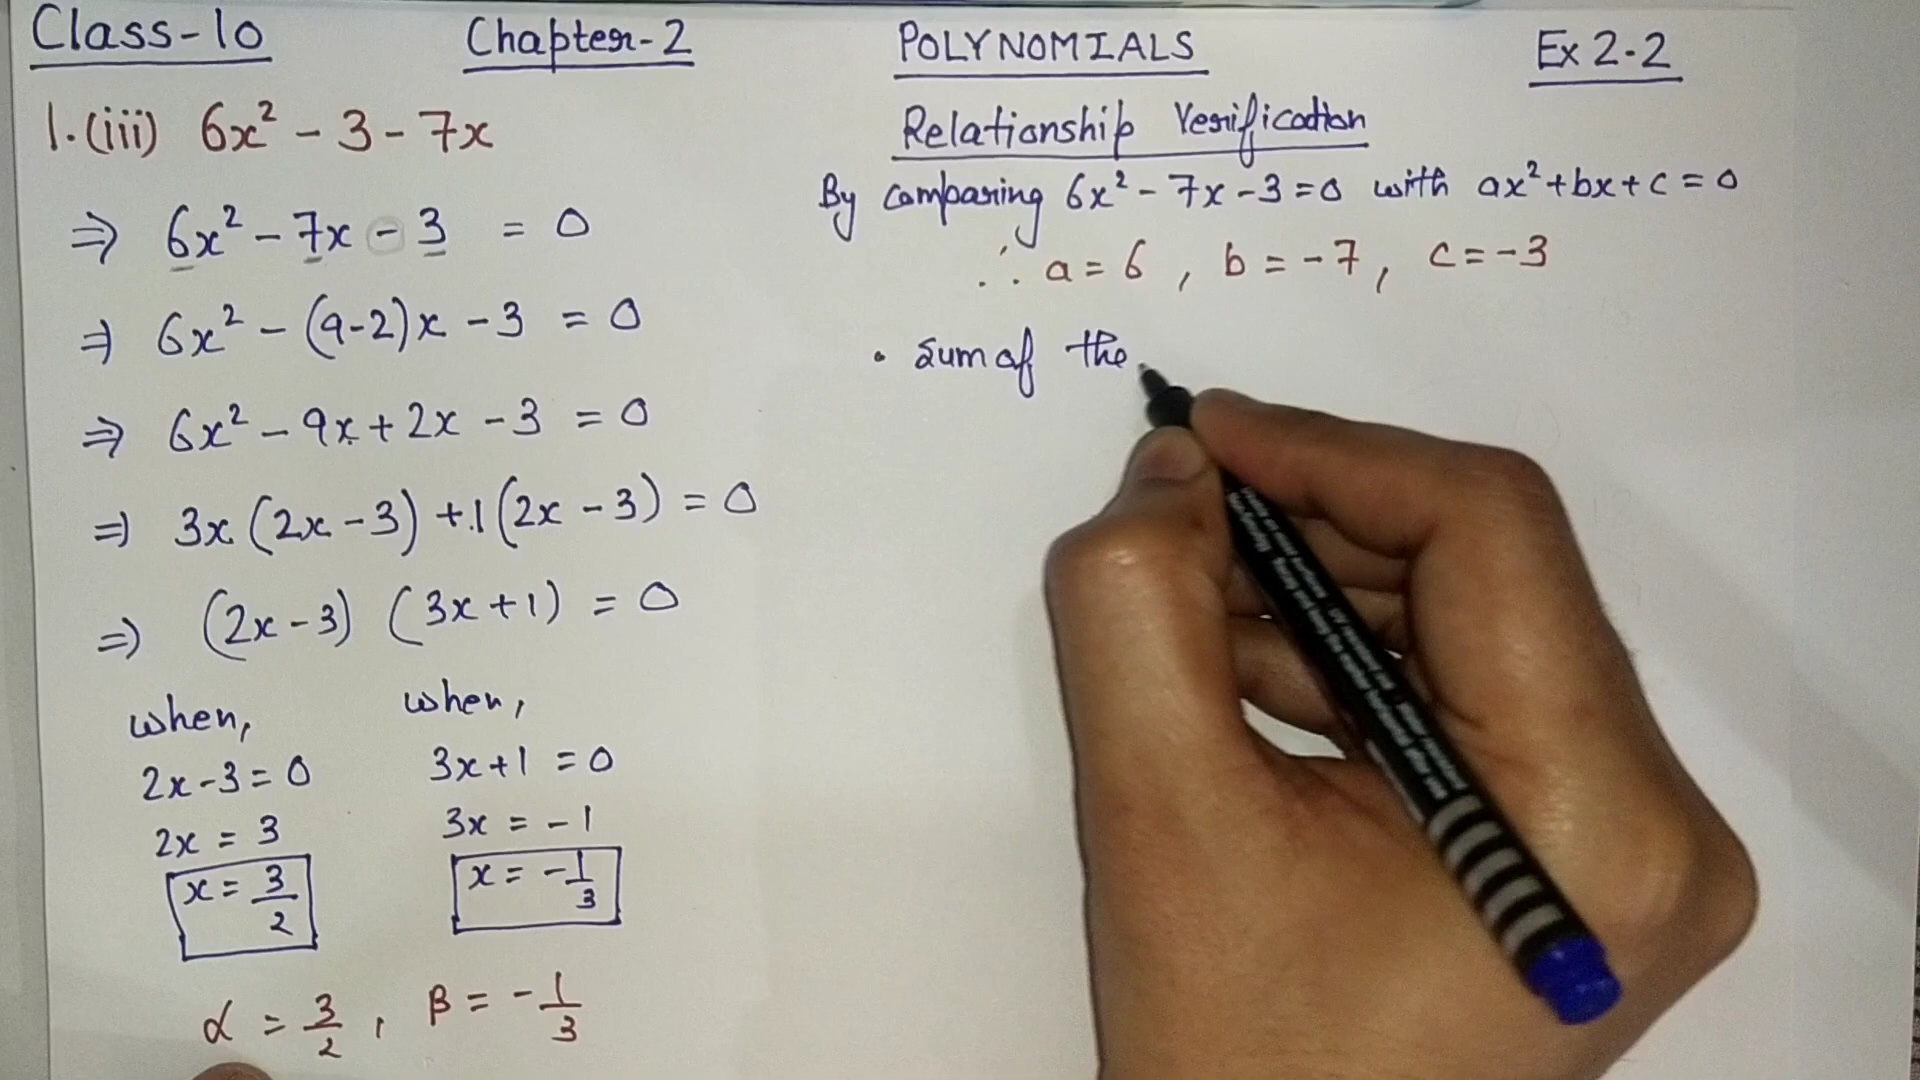 Class-10 Chapter-2 POLYNOMIALS Ex 2.2
1.(iii) 6x² - 3 - 7x
⇒ 6x² - 7x - 3 = 0
⇒ 6x² - (9-2)x - 3 = 0
⇒ 6x² - 9x + 2x - 3 = 0
⇒ 3x (2x - 3) + 1 (2x - 3) = 0
⇒ (2x - 3) (3x + 1) = 0
when, when,
2x - 3 = 0 3x + 1 = 0
2x = 3 3x = -1
x = 3/2 x = -1/3
α = 3/2, β = -1/3
Relationship Verification
By comparing 6x² - 7x - 3 = 0 with ax² + bx + c = 0
∴ a = 6, b = -7, c = -3
• Sum of the